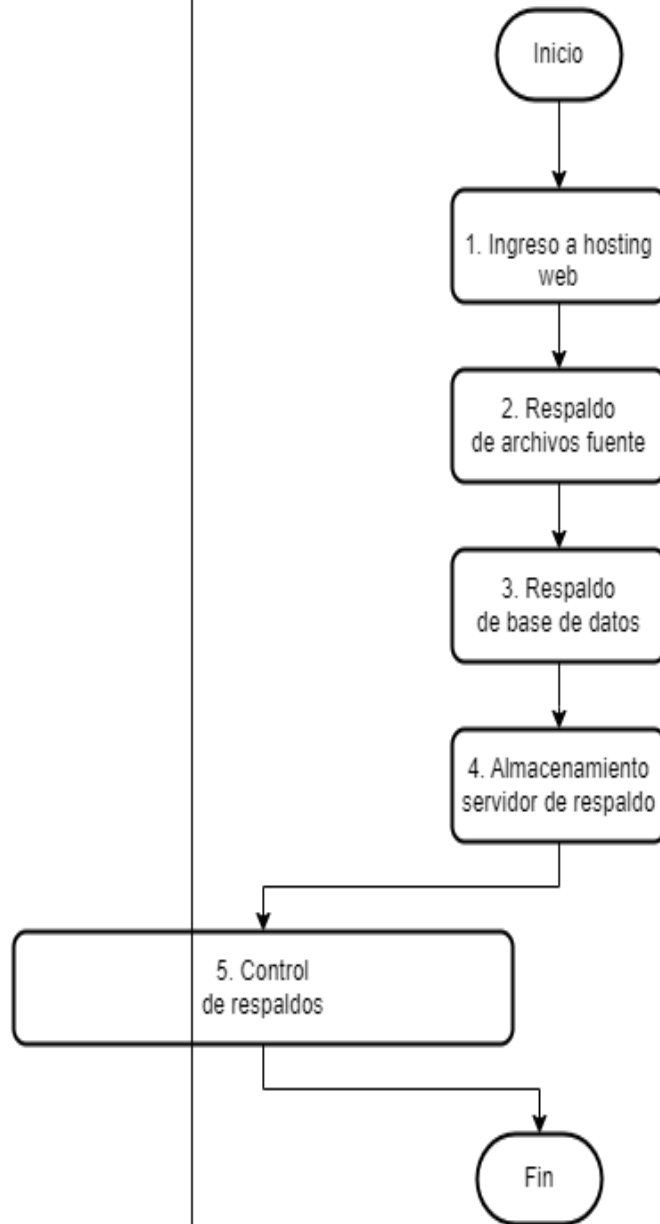 Inicio
1. Ingreso a hosting
web
2. Respaldo
de archivos fuente
3. Respaldo
de base de datos
4. Almacenamiento
servidor de respaldo
5. Control
de respaldos
Fin